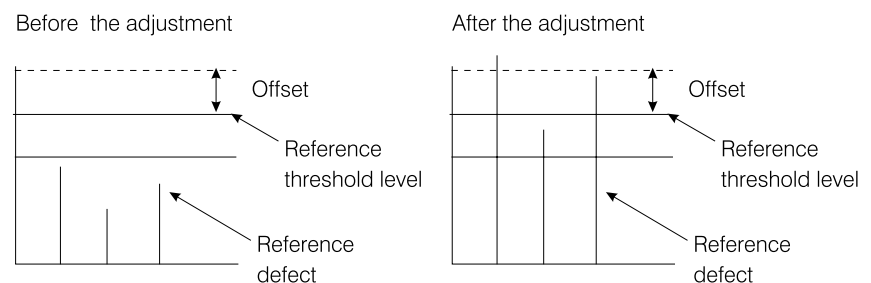 Before  the adjustment
Offset
Reference
threshold level
Reference
defect
After the adjustment
Offset
Reference
threshold level
Reference
defect